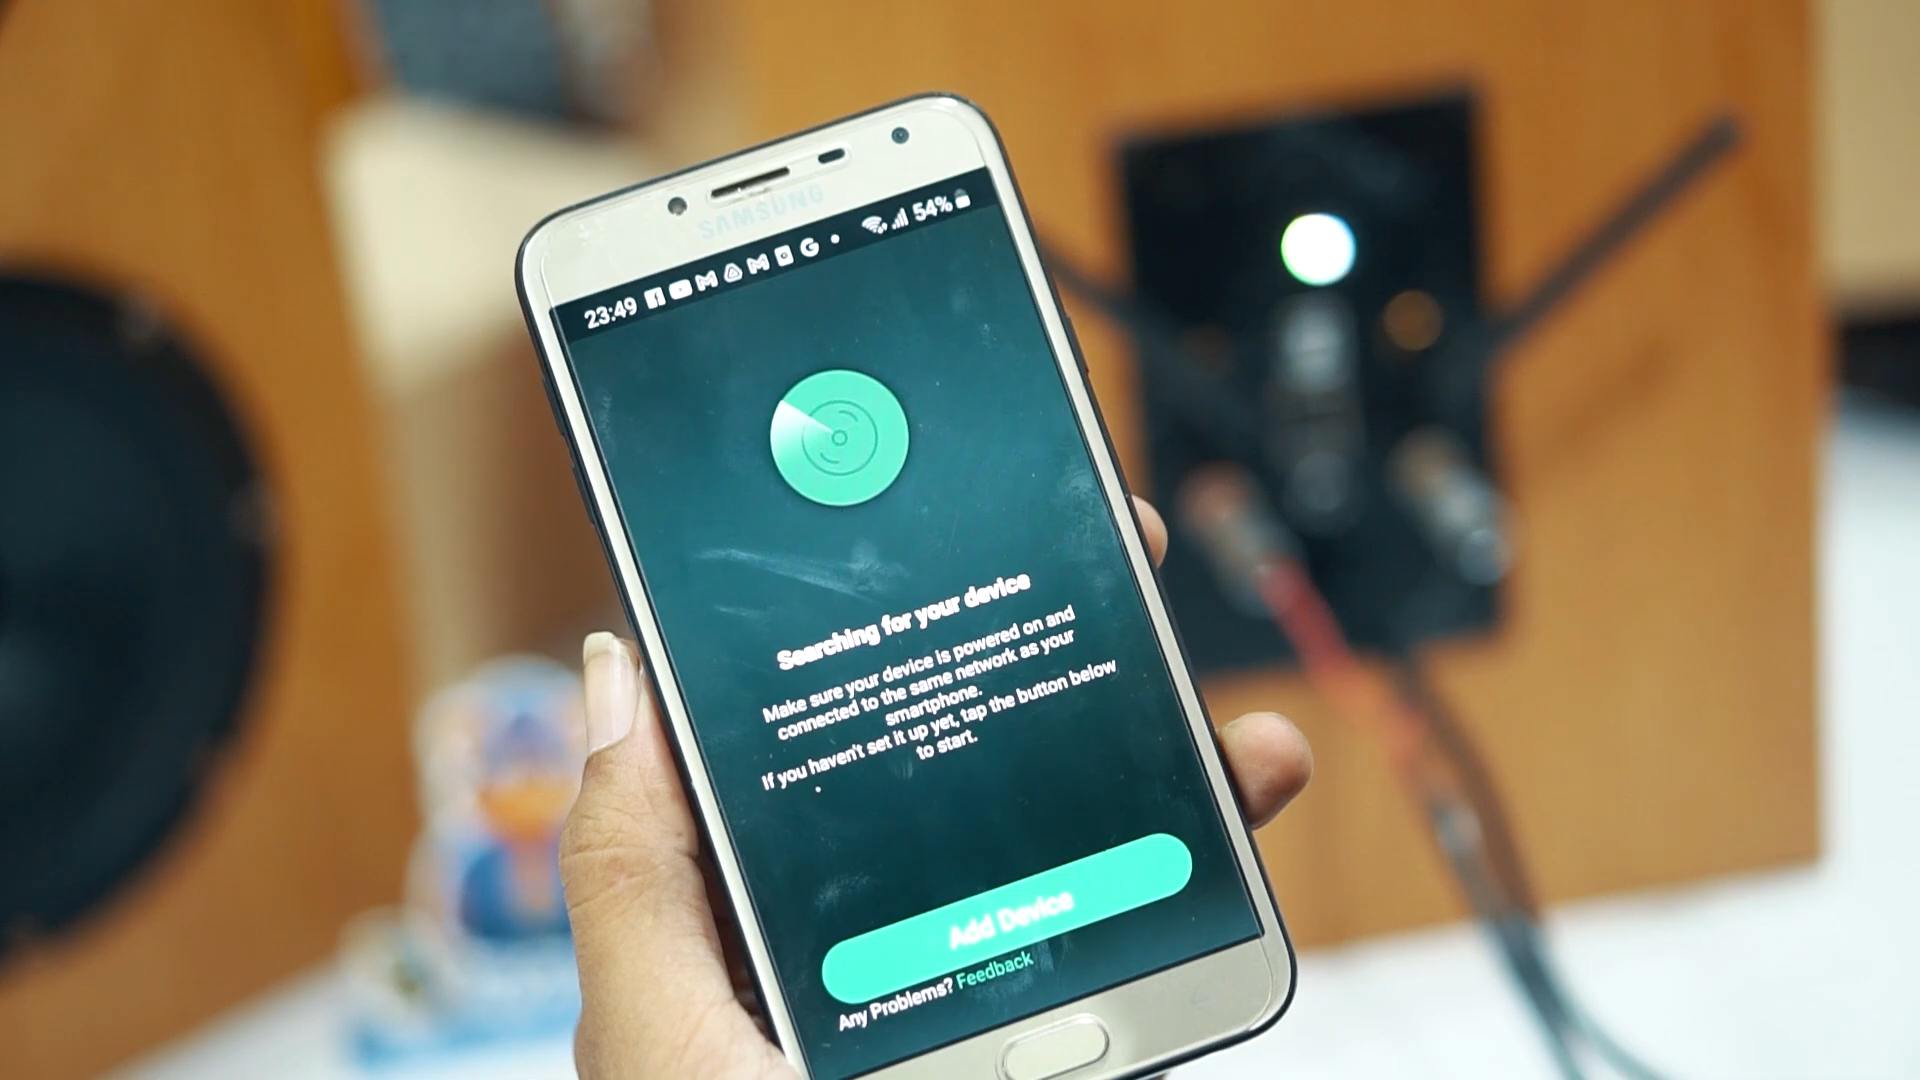 SAMSUNG
23:49 54%
Searching for your device
Make sure your device is powered on and
connected to the same network as your
smartphone.
If you haven't set it up yet, tap the button below
to start.
Add Device
Any Problems? Feedback